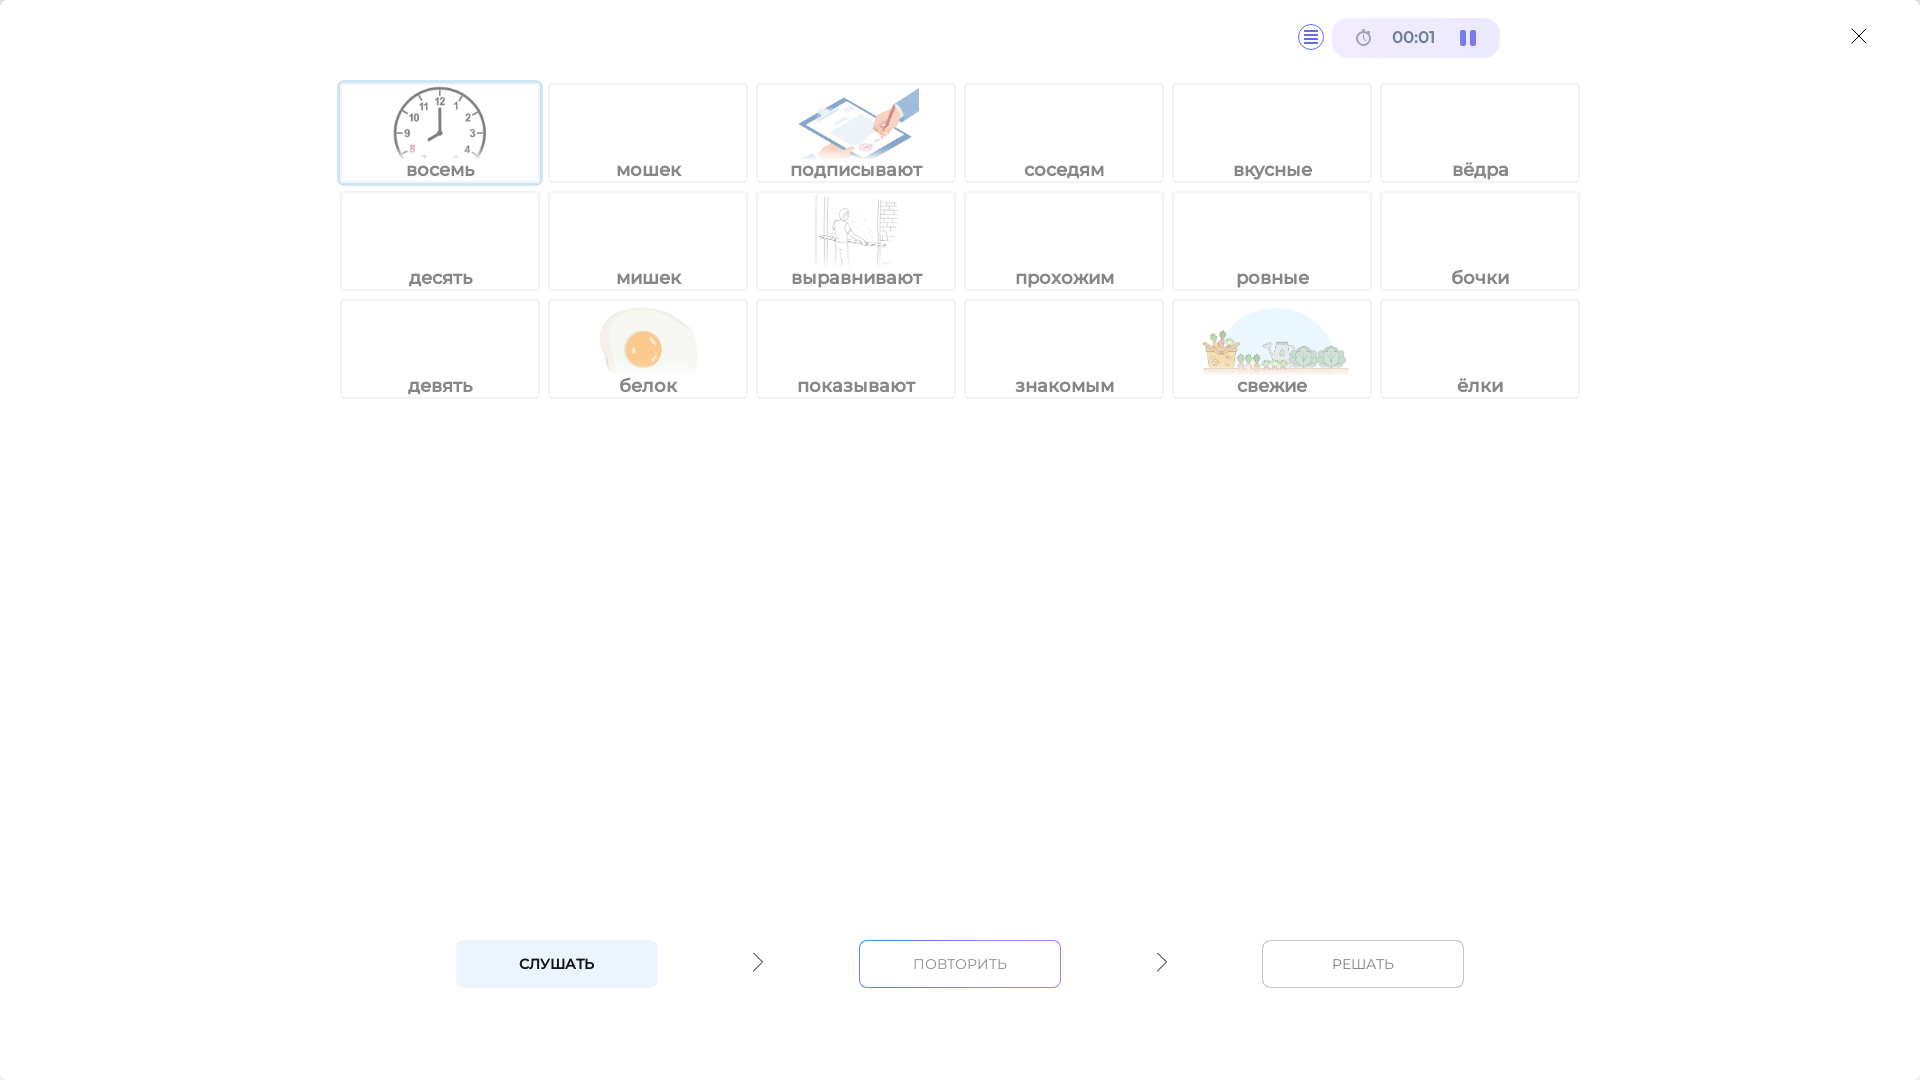 00:01
12
11 1
10 2
9 3
8 4
восемь мошек подписывают соседям вкусные вёдра
десять мишек выравнивают прохожим ровные бочки
девять белок показывают знакомым свежие ёлки
СЛУШАТЬ ПОВТОРИТЬ РЕШАТЬ